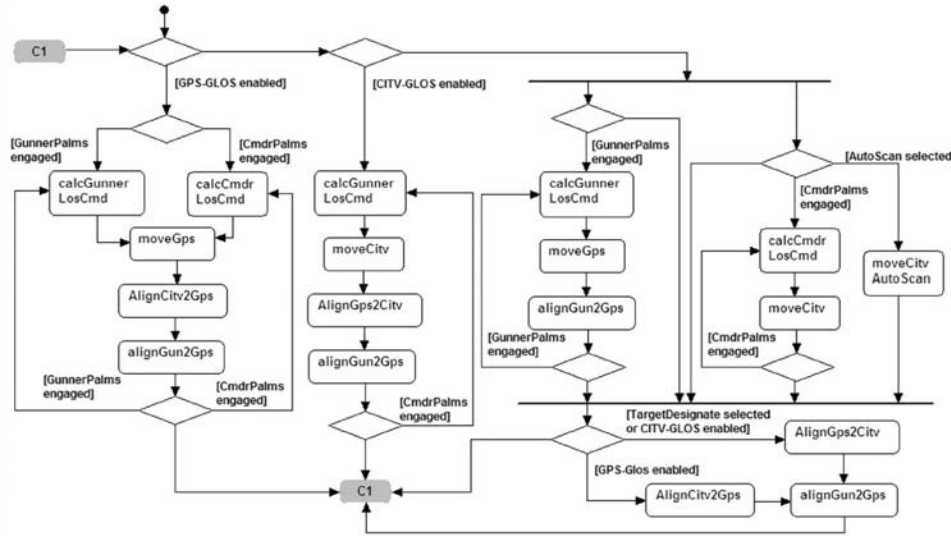 C1
[GPS-GLOS enabled]
[CITV-GLOS enabled]
[GunnerPalms
engaged]
[CmdrPalms
engaged]
calcGunner
LosCmd
calcCmdr
LosCmd
moveGps
AlignCitv2Gps
alignGun2Gps
[GunnerPalms
engaged]
[CmdrPalms
engaged]
calcGunner
LosCmd
moveCitv
AlignGps2Citv
alignGun2Gps
[CmdrPalms
engaged]
C1
[GunnerPalms
engaged]
calcGunner
LosCmd
moveGps
alignGun2Gps
[GunnerPalms
engaged]
[AutoScan selected]
[CmdrPalms
engaged]
calcCmdr
LosCmd
moveCitv
[CmdrPalms
engaged]
moveCitv
AutoScan
[TargetDesignate selected
or CITV-GLOS enabled]
AlignGps2Citv
[GPS-Glos enabled]
AlignCitv2Gps
alignGun2Gps